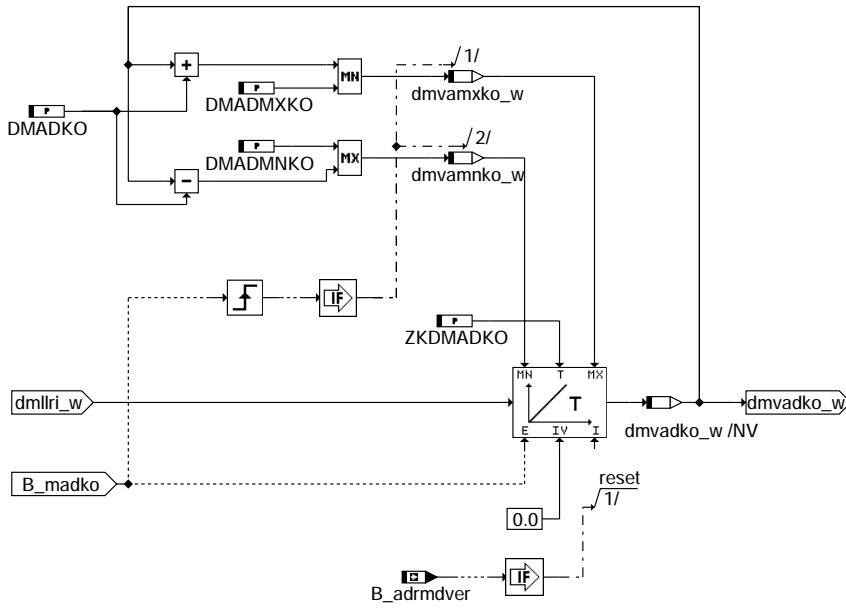 1/
P
+
MN
DMADMXKO
dmvamxko_w
P
DMADKO
P
2/
DMADMNKO
MX
dmvamnko_w
-
IF
P
ZKDMADKO
MN T MX
dmllri_w
T
dmvadko_w
E IV I
dmvadko_w /NV
B_madko
reset
1/
0.0
IF
B_adrmdver